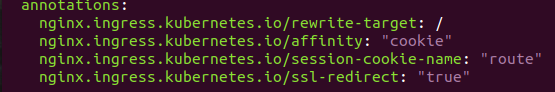 annotations:
  nginx.ingress.kubernetes.io/rewrite-target: /
  nginx.ingress.kubernetes.io/affinity: "cookie"
  nginx.ingress.kubernetes.io/session-cookie-name: "route"
  nginx.ingress.kubernetes.io/ssl-redirect: "true"